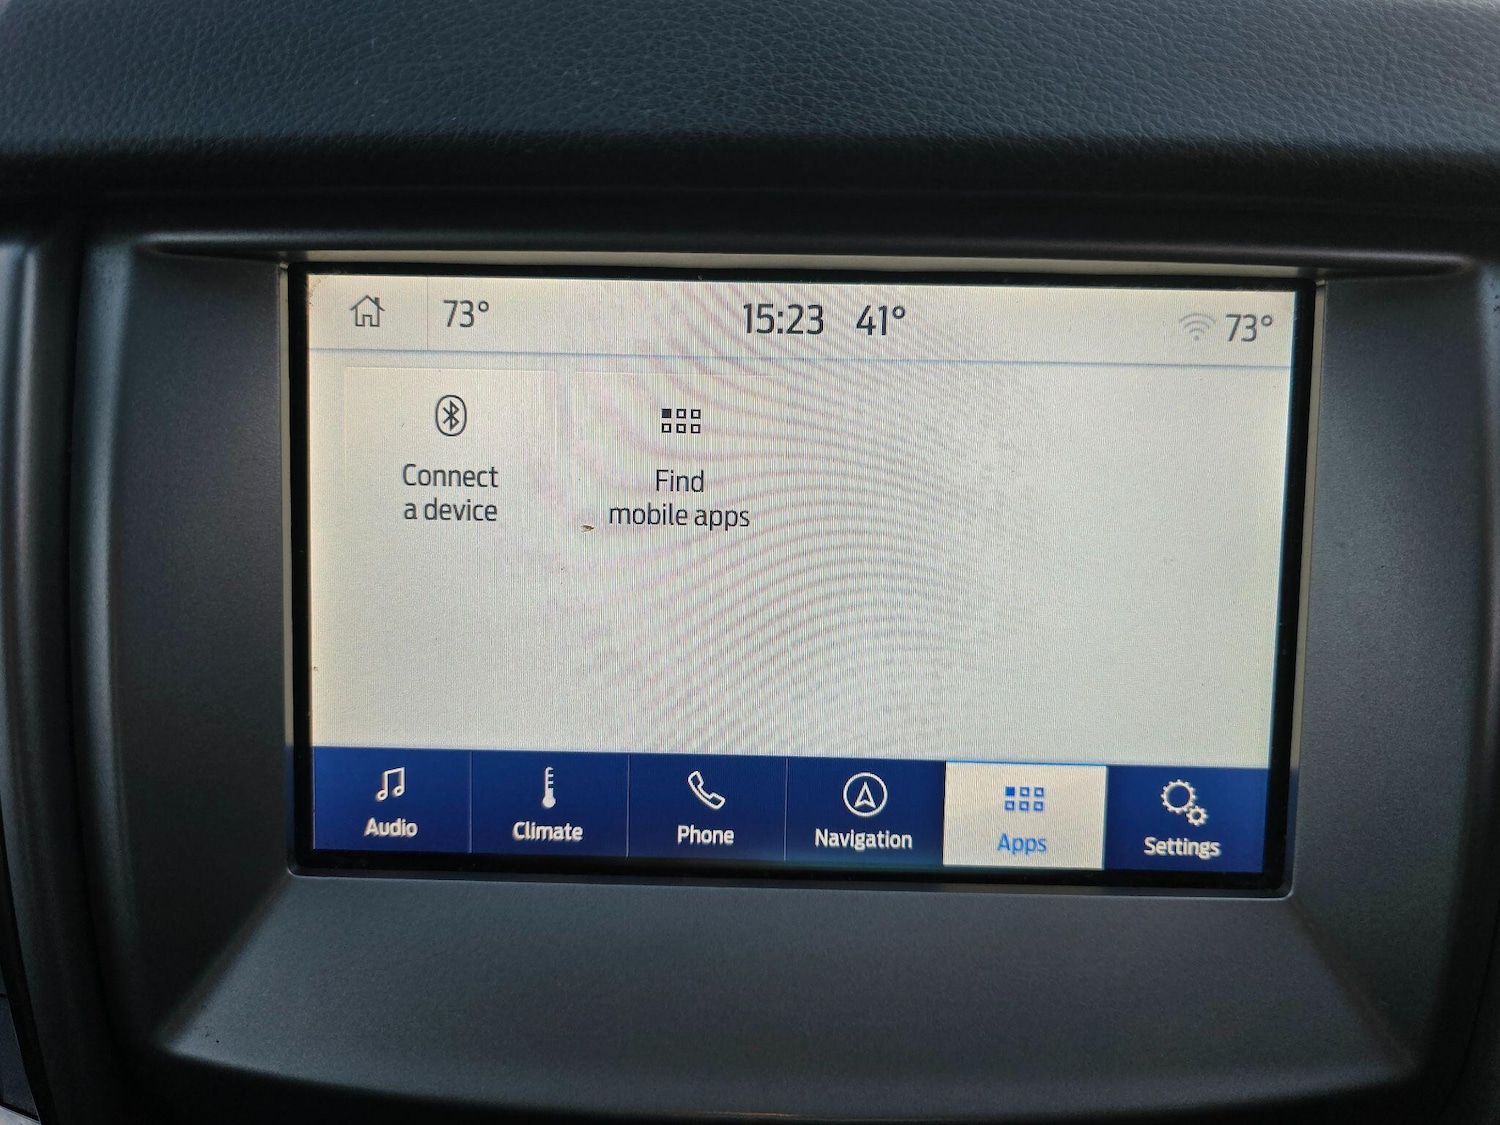 73° 15:23 41° 73°
Connect
a device
Find
mobile apps
Audio Climate Phone Navigation Apps Settings